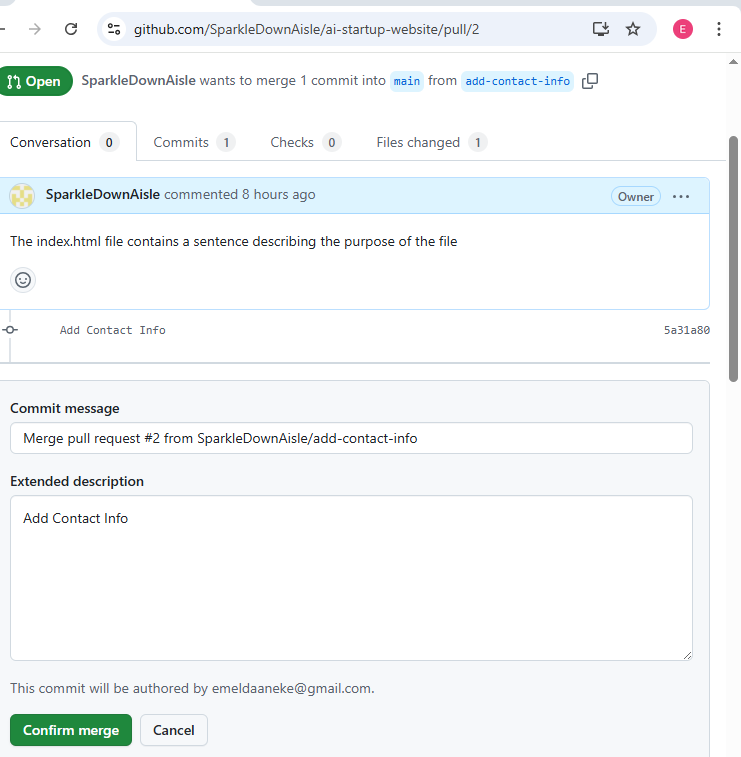 github.com/SparkleDownAisle/ai-startup-website/pull/2
E
Open SparkleDownAisle wants to merge 1 commit into main from add-contact-info
Conversation 0 Commits 1 Checks 0 Files changed 1
SparkleDownAisle commented 8 hours ago Owner
The index.html file contains a sentence describing the purpose of the file
Add Contact Info 5a31a80
Commit message
Merge pull request #2 from SparkleDownAisle/add-contact-info
Extended description
Add Contact Info
This commit will be authored by emeldaaneke@gmail.com.
Confirm merge Cancel